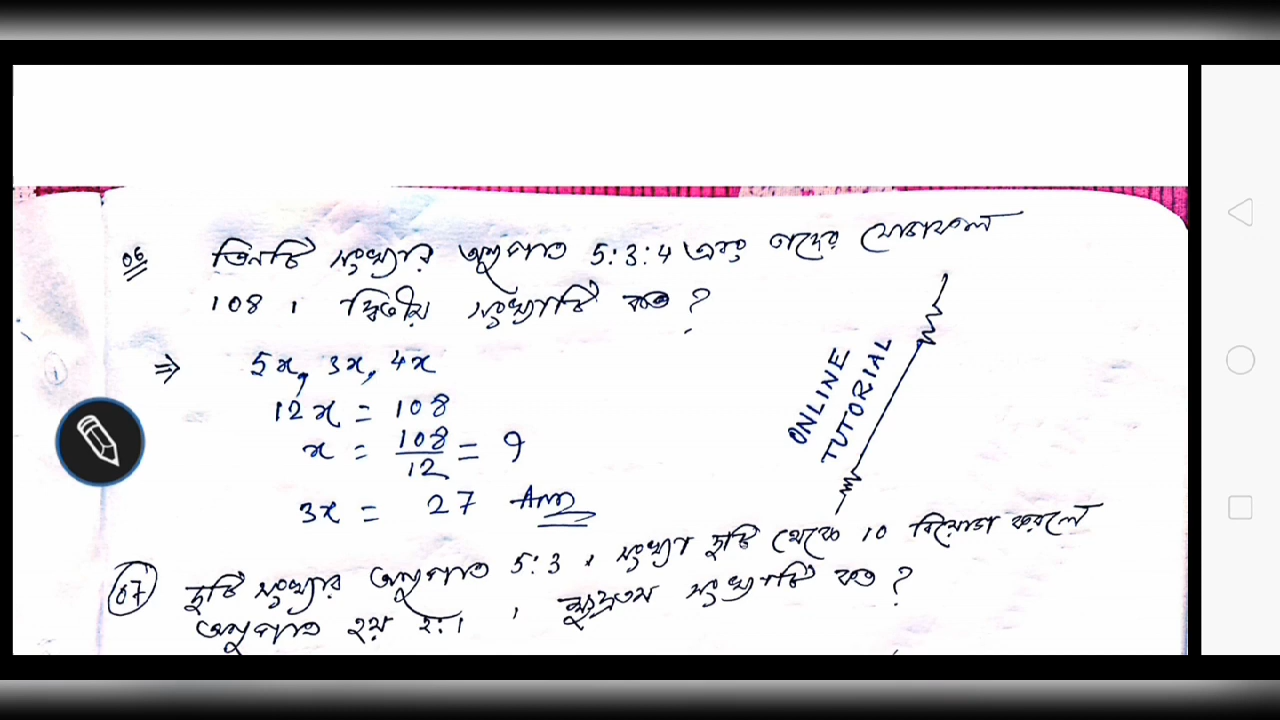 06 তিনটি সংখ্যার অনুপাত 5:3:4 এবং তাদের যোগফল
108 । দ্বিতীয় সংখ্যাটি কত ?
⇒ 5x, 3x, 4x
12x = 108
x = 108/12 = 9
3x = 27 Ans
ONLINE
TUTORIAL
07 দুটি সংখ্যার অনুপাত 5:3 । সংখ্যা দুটি থেকে 10 বিয়োগ করলে
অনুপাত হয় 2:1 । ক্ষুদ্রতম সংখ্যাটি কত ?